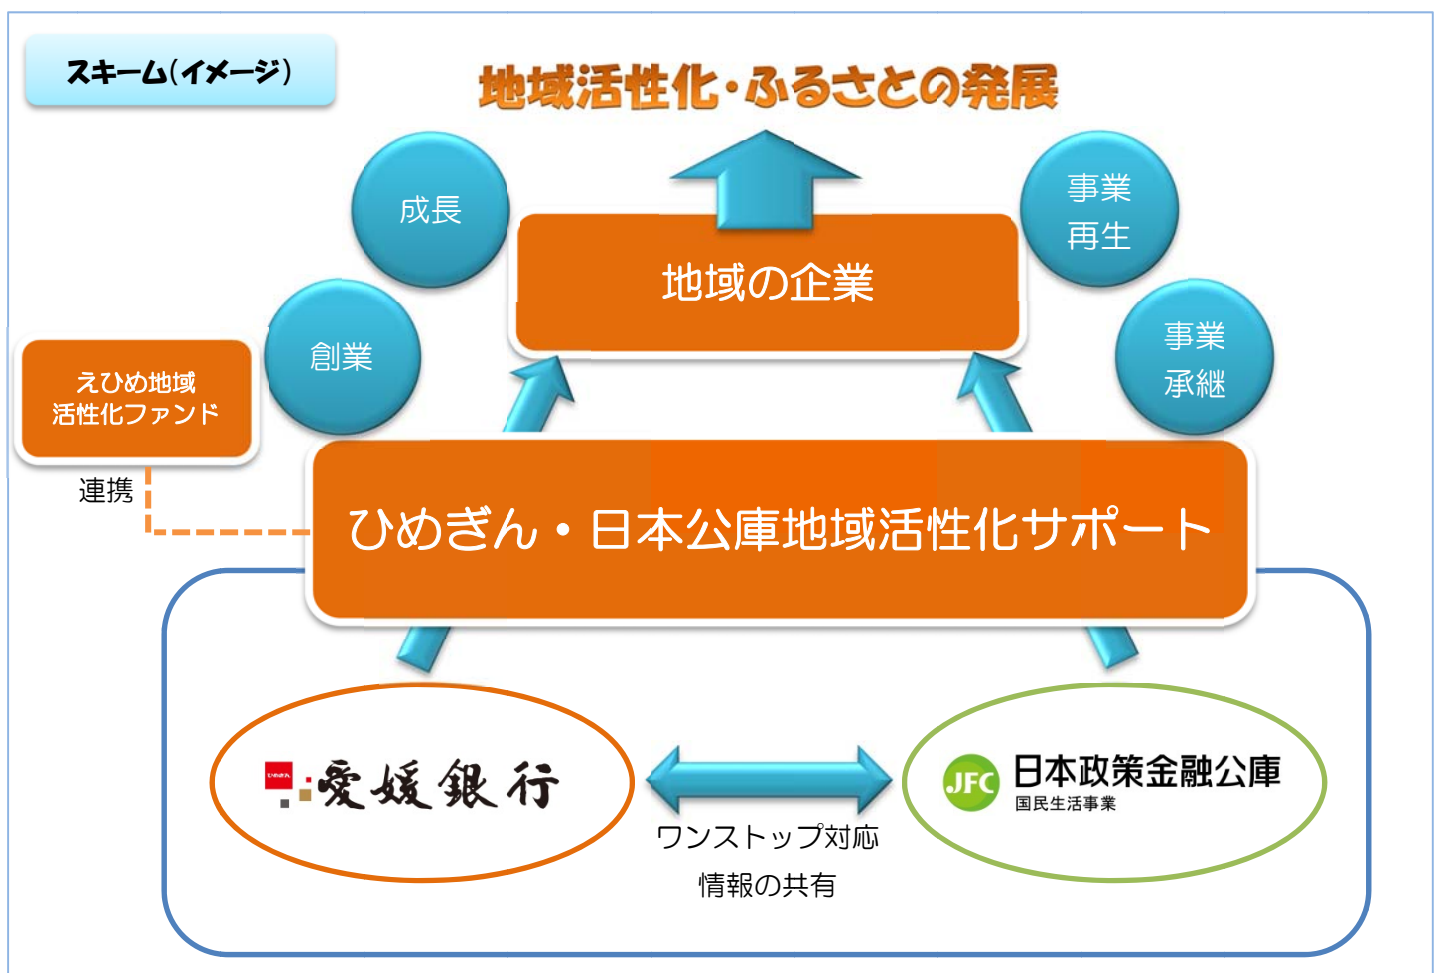 スキーム(イメージ)
地域活性化・ふるさとの発展
成長
事業
再生
地域の企業
創業
事業
承継
えひめ地域
活性化ファンド
連携
ひめぎん・日本公庫地域活性化サポート
ひめぎん
愛媛銀行
JFC
日本政策金融公庫
国民生活事業
ワンストップ対応
情報の共有